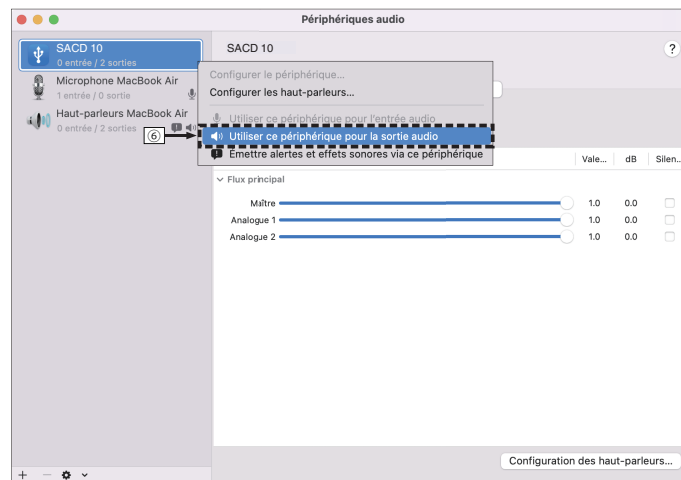 Périphériques audio
SACD 10
0 entrée / 2 sorties
Microphone MacBook Air
1 entrée / 0 sortie
Haut-parleurs MacBook Air
0 entrée / 2 sorties
⑥
SACD 10
?
Configurer le périphérique...
Configurer les haut-parleurs...
Utiliser ce périphérique pour l'entrée audio
Utiliser ce périphérique pour la sortie audio
Émettre alertes et effets sonores via ce périphérique
Vale... dB Silen..
Flux principal
Maître 1.0 0.0
Analogue 1 1.0 0.0
Analogue 2 1.0 0.0
Configuration des haut-parleurs...